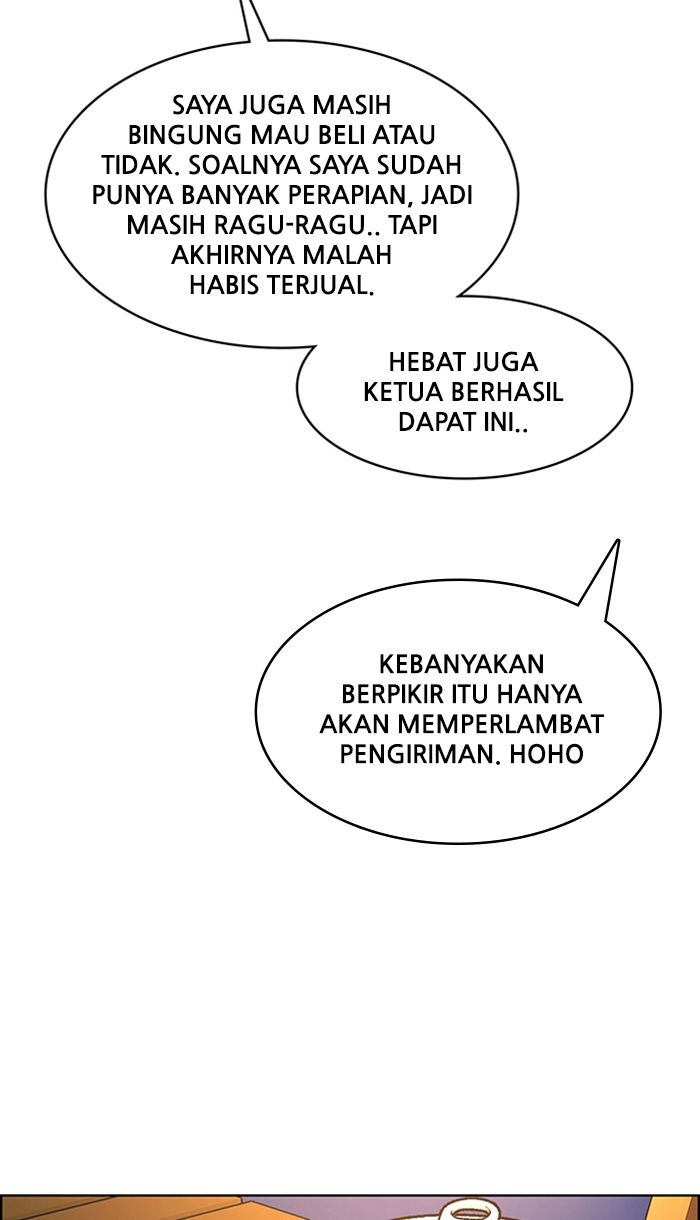 SAYA JUGA MASIH
BINGUNG MAU BELI ATAU
TIDAK. SOALNYA SAYA SUDAH
PUNYA BANYAK PERAPIAN, JADI
MASIH RAGU-RAGU.. TAPI
AKHIRNYA MALAH
HABIS TERJUAL.
HEBAT JUGA
KETUA BERHASIL
DAPAT INI..
KEBANYAKAN
BERPIKIR ITU HANYA
AKAN MEMPERLAMBAT
PENGIRIMAN. HOHO